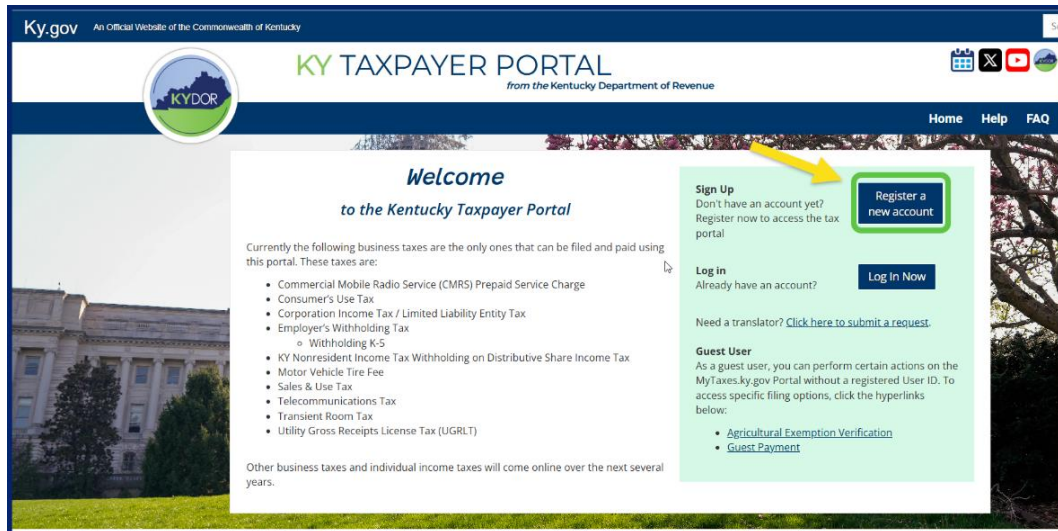 Ky.gov An Official Website of the Commonwealth of Kentucky
KYDOR
KY TAXPAYER PORTAL
from the Kentucky Department of Revenue
Home Help FAQ
Welcome
to the Kentucky Taxpayer Portal
Currently the following business taxes are the only ones that can be filed and paid using
this portal. These taxes are:
• Commercial Mobile Radio Service (CMRS) Prepaid Service Charge
• Consumer's Use Tax
• Corporation Income Tax / Limited Liability Entity Tax
• Employer's Withholding Tax
○ Withholding K-5
• KY Nonresident Income Tax Withholding on Distributive Share Income Tax
• Motor Vehicle Tire Fee
• Sales & Use Tax
• Telecommunications Tax
• Transient Room Tax
• Utility Gross Receipts License Tax (UGRLT)
Other business taxes and individual income taxes will come online over the next several
years.
Sign Up
Don't have an account yet?
Register now to access the tax
portal
Register a
new account
Log in
Already have an account?
Log In Now
Need a translator? Click here to submit a request.
Guest User
As a guest user, you can perform certain actions on the
MyTaxes.ky.gov Portal without a registered User ID. To
access specific filing options, click the hyperlinks
below:
• Agricultural Exemption Verification
• Guest Payment